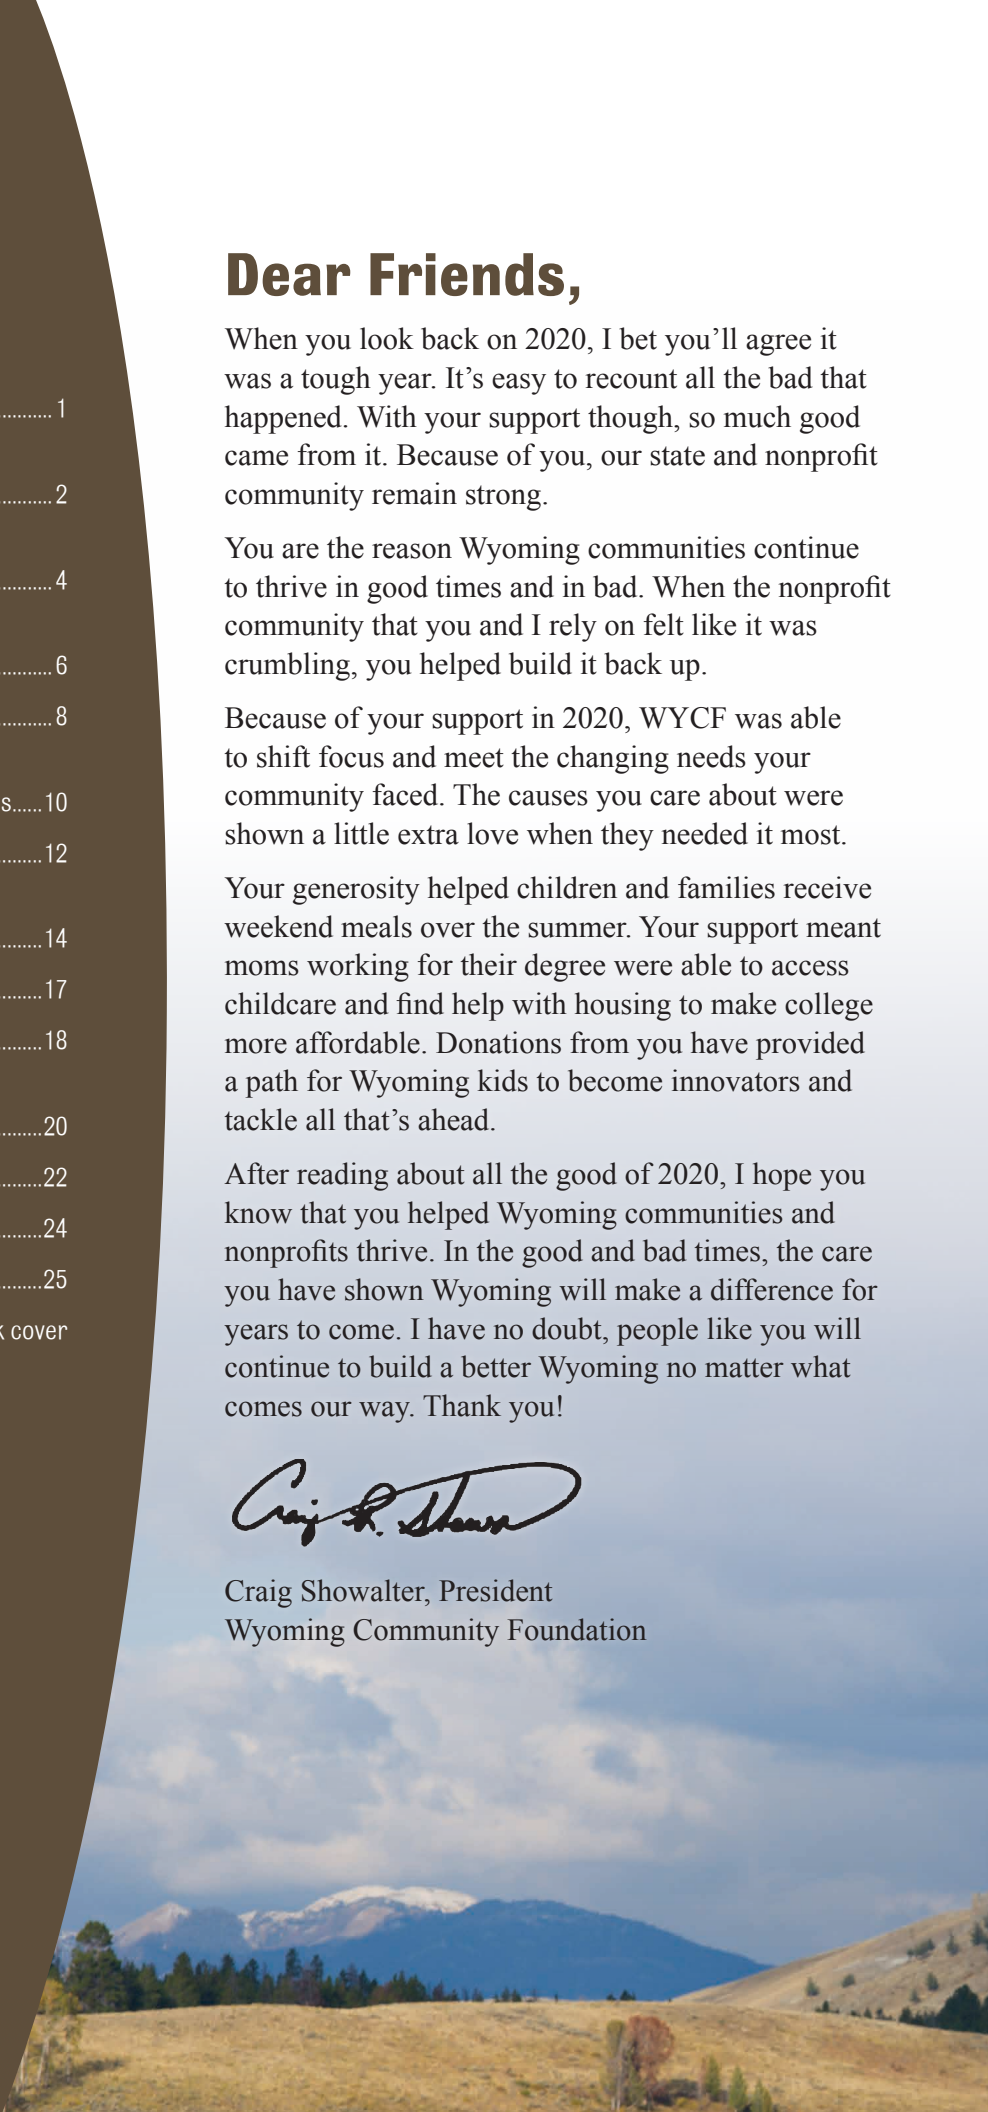 ...........1
...........2
...........4
...........6
...........8
s......10
.........12
.........14
.........17
.........18
.........20
.........22
.........24
.........25
cover
Dear Friends,
When you look back on 2020, I bet you’ll agree it
was a tough year. It’s easy to recount all the bad that
happened. With your support though, so much good
came from it. Because of you, our state and nonprofit
community remain strong.
You are the reason Wyoming communities continue
to thrive in good times and in bad. When the nonprofit
community that you and I rely on felt like it was
crumbling, you helped build it back up.
Because of your support in 2020, WYCF was able
to shift focus and meet the changing needs your
community faced. The causes you care about were
shown a little extra love when they needed it most.
Your generosity helped children and families receive
weekend meals over the summer. Your support meant
moms working for their degree were able to access
childcare and find help with housing to make college
more affordable. Donations from you have provided
a path for Wyoming kids to become innovators and
tackle all that’s ahead.
After reading about all the good of 2020, I hope you
know that you helped Wyoming communities and
nonprofits thrive. In the good and bad times, the care
you have shown Wyoming will make a difference for
years to come. I have no doubt, people like you will
continue to build a better Wyoming no matter what
comes our way. Thank you!
Craig Showalter, President
Wyoming Community Foundation